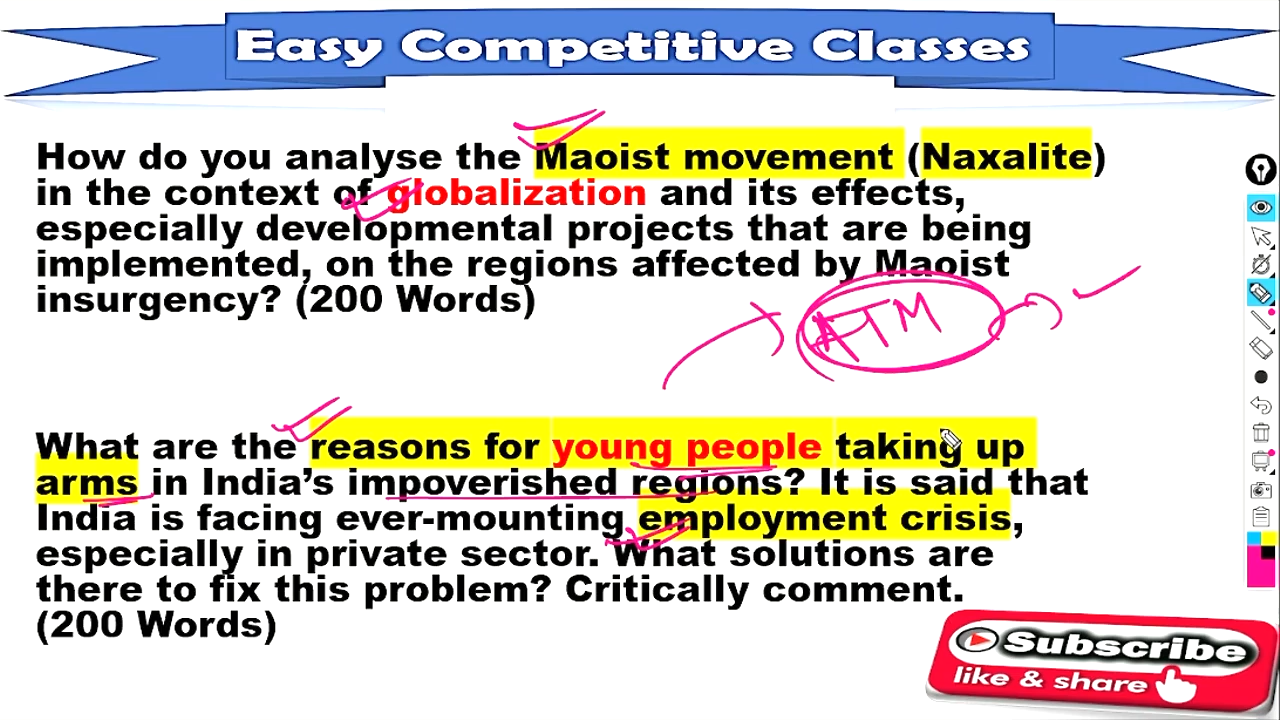 Easy Competitive Classes
How do you analyse the Maoist movement (Naxalite)
in the context of globalization and its effects,
especially developmental projects that are being
implemented, on the regions affected by Maoist
insurgency? (200 Words)
ATM
What are the reasons for young people taking up
arms in India’s impoverished regions? It is said that
India is facing ever-mounting employment crisis,
especially in private sector. What solutions are
there to fix this problem? Critically comment.
(200 Words)
Subscribe
like & share